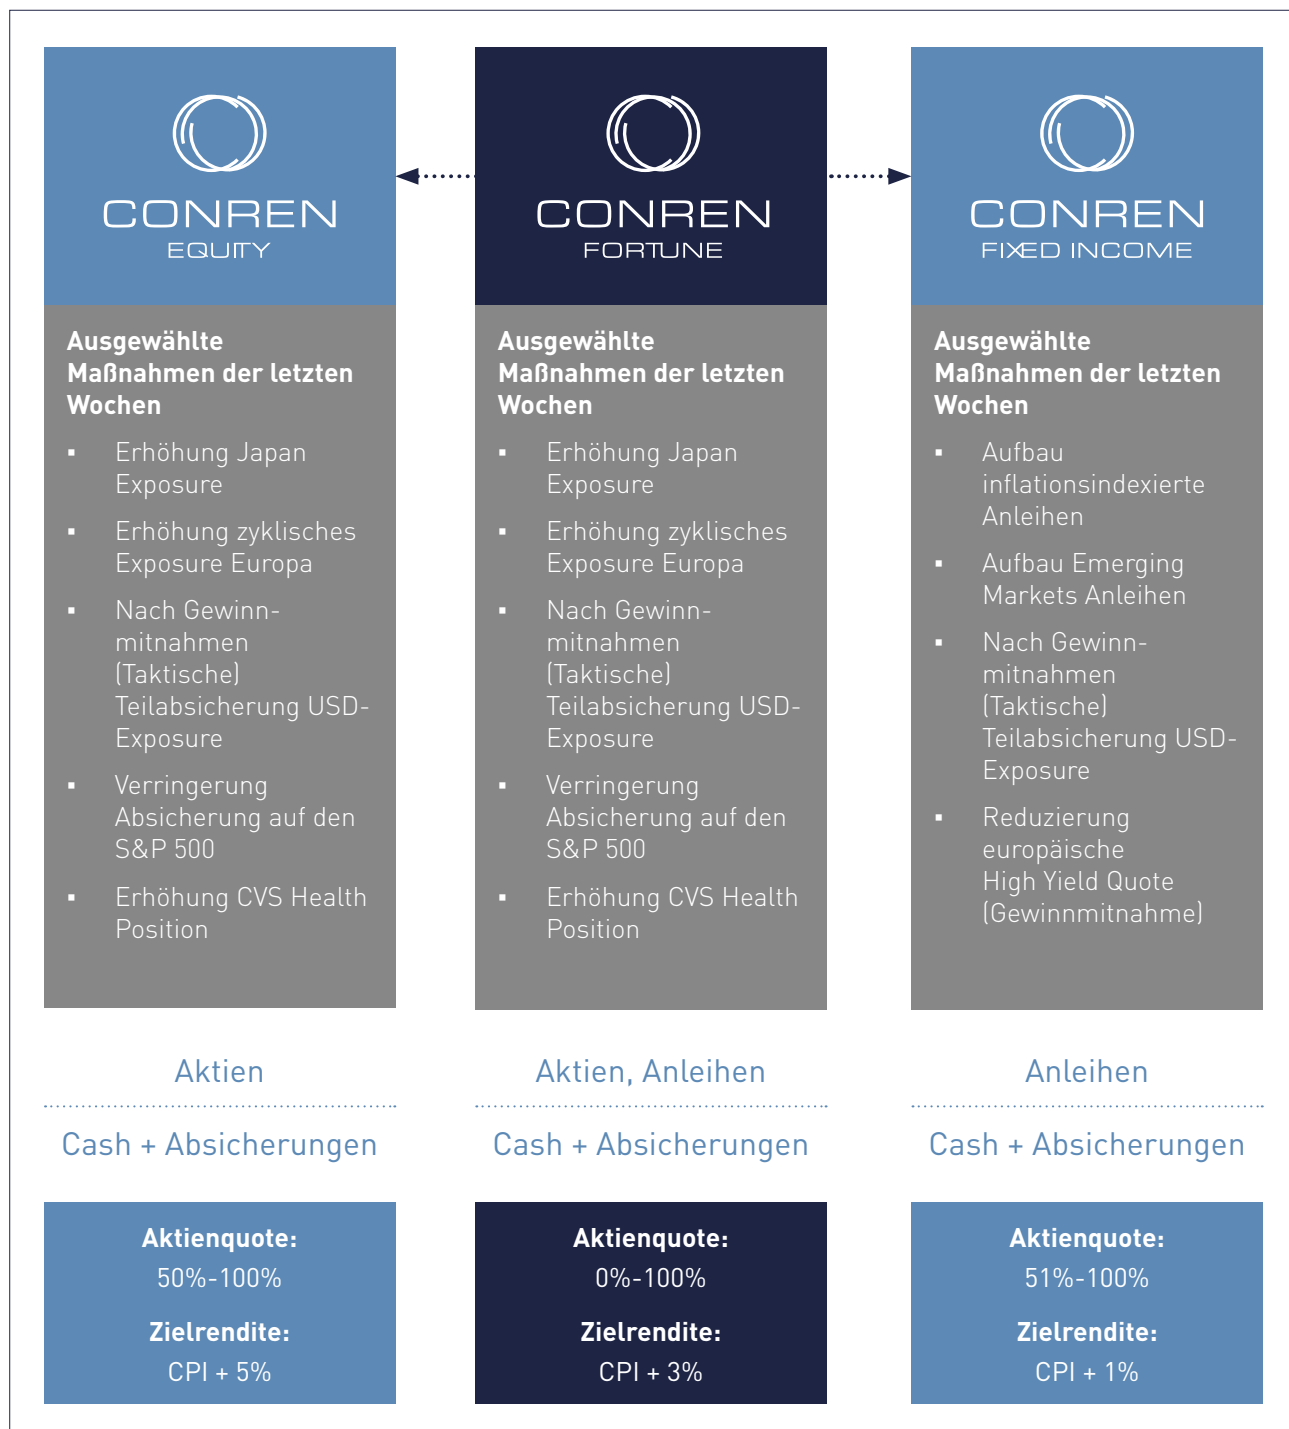 CONREN
EQUITY
Ausgewählte
Maßnahmen der letzten
Wochen
▪ Erhöhung Japan
Exposure
▪ Erhöhung zyklisches
Exposure Europa
▪ Nach Gewinn-
mitnahmen
(Taktische)
Teilabsicherung USD-
Exposure
▪ Verringerung
Absicherung auf den
S&P 500
▪ Erhöhung CVS Health
Position
Aktien
Cash + Absicherungen
Aktienquote:
50%-100%
Zielrendite:
CPI + 5%
CONREN
FORTUNE
Ausgewählte
Maßnahmen der letzten
Wochen
▪ Erhöhung Japan
Exposure
▪ Erhöhung zyklisches
Exposure Europa
▪ Nach Gewinn-
mitnahmen
(Taktische)
Teilabsicherung USD-
Exposure
▪ Verringerung
Absicherung auf den
S&P 500
▪ Erhöhung CVS Health
Position
Aktien, Anleihen
Cash + Absicherungen
Aktienquote:
0%-100%
Zielrendite:
CPI + 3%
CONREN
FIXED INCOME
Ausgewählte
Maßnahmen der letzten
Wochen
▪ Aufbau
inflationsindexierte
Anleihen
▪ Aufbau Emerging
Markets Anleihen
▪ Nach Gewinn-
mitnahmen
(Taktische)
Teilabsicherung USD-
Exposure
▪ Reduzierung
europäische
High Yield Quote
(Gewinnmitnahme)
Anleihen
Cash + Absicherungen
Aktienquote:
51%-100%
Zielrendite:
CPI + 1%